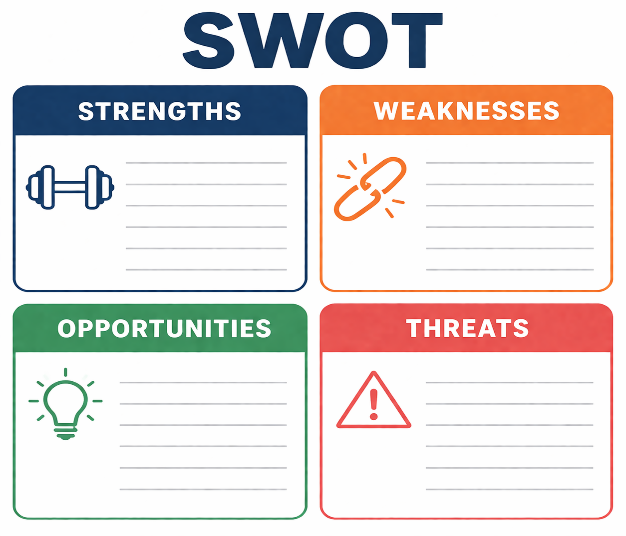 SWOT
STRENGTHS
WEAKNESSES
OPPORTUNITIES
THREATS